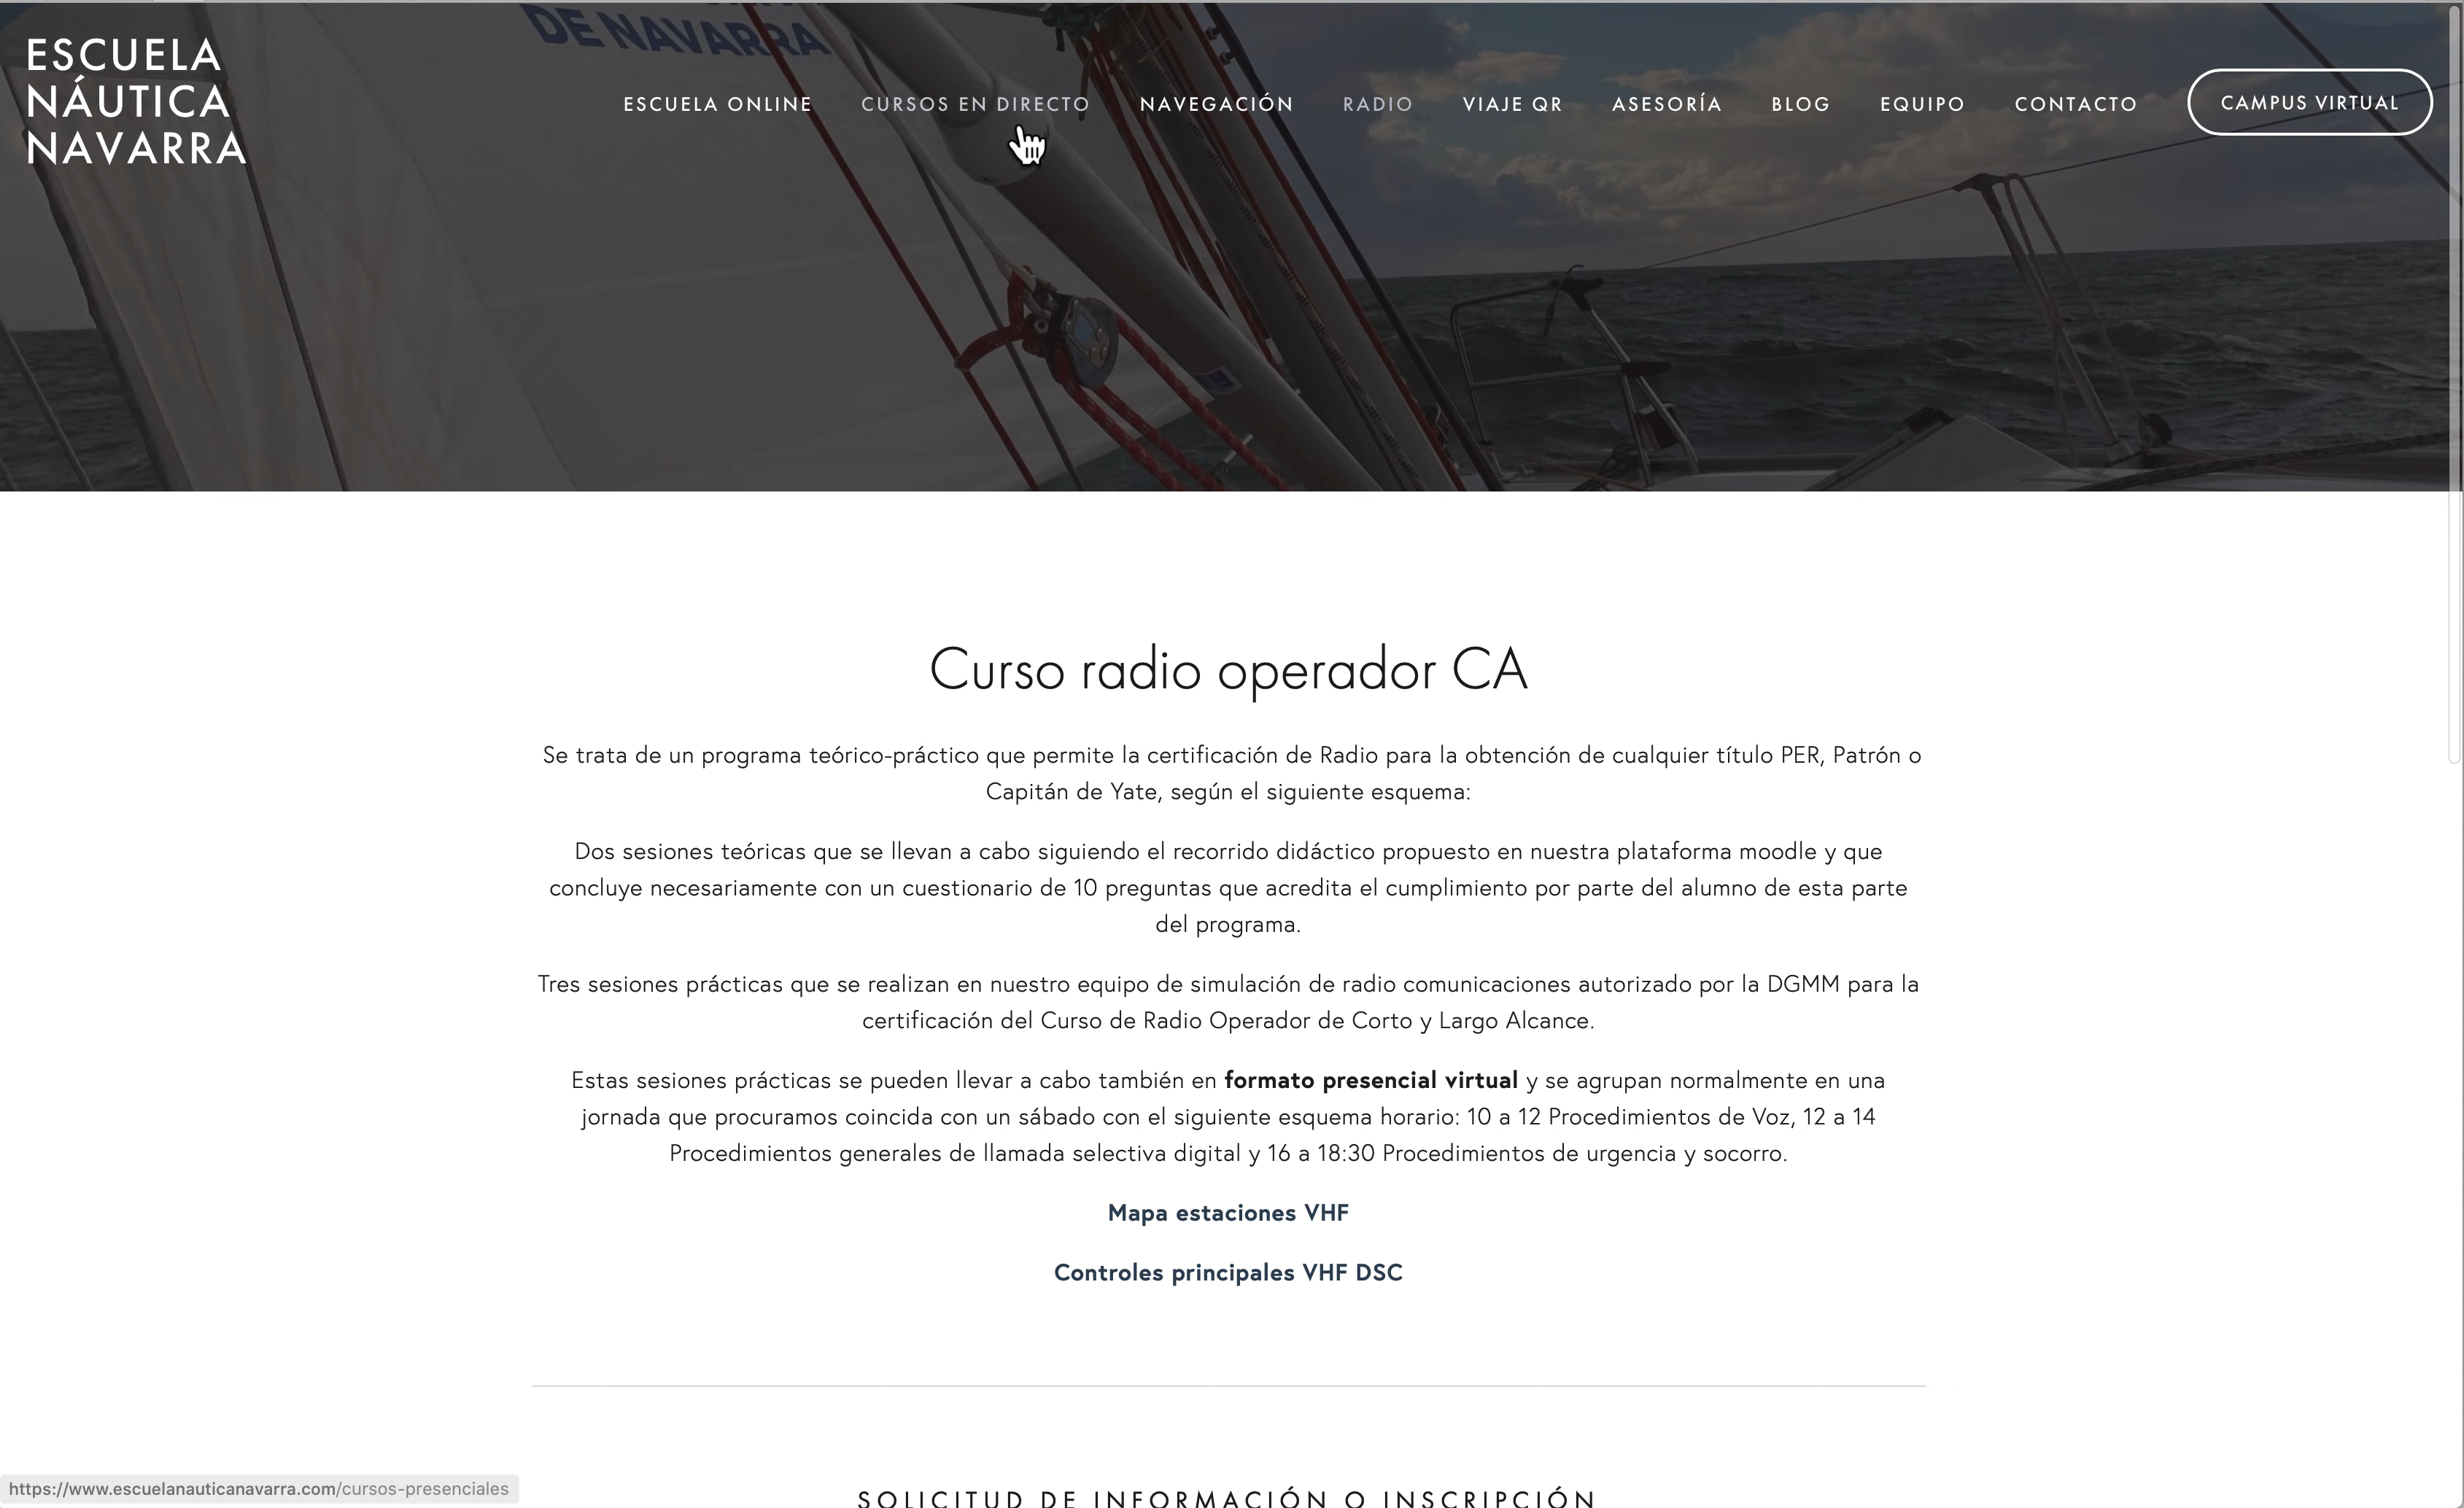 DE NAVARRA
ESCUELA
NÁUTICA
NAVARRA
ESCUELA ONLINE
CURSOS EN DIRECTO
NAVEGACIÓN
RADIO
VIAJE QR
ASESORÍA
BLOG
EQUIPO
CONTACTO
CAMPUS VIRTUAL
Curso radio operador CA
Se trata de un programa teórico-práctico que permite la certificación de Radio para la obtención de cualquier título PER, Patrón o
Capitán de Yate, según el siguiente esquema:
Dos sesiones teóricas que se llevan a cabo siguiendo el recorrido didáctico propuesto en nuestra plataforma moodle y que
concluye necesariamente con un cuestionario de 10 preguntas que acredita el cumplimiento por parte del alumno de esta parte
del programa.
Tres sesiones prácticas que se realizan en nuestro equipo de simulación de radio comunicaciones autorizado por la DGMM para la
certificación del Curso de Radio Operador de Corto y Largo Alcance.
Estas sesiones prácticas se pueden llevar a cabo también en formato presencial virtual y se agrupan normalmente en una
jornada que procuramos coincida con un sábado con el siguiente esquema horario: 10 a 12 Procedimientos de Voz, 12 a 14
Procedimientos generales de llamada selectiva digital y 16 a 18:30 Procedimientos de urgencia y socorro.
Mapa estaciones VHF
Controles principales VHF DSC
SOLICITUD DE INFORMACIÓN O INSCRIPCIÓN
https://www.escuelanauticanavarra.com/cursos-presenciales